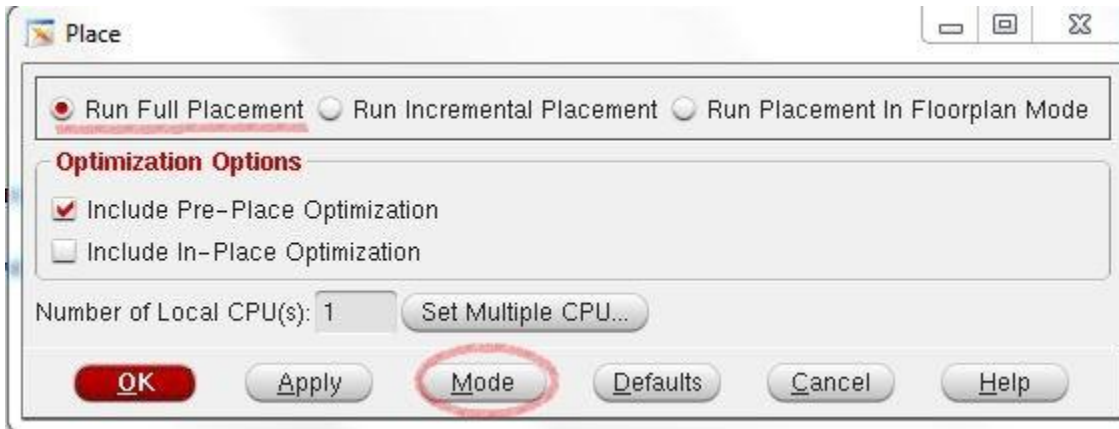 Place
Run Full Placement Run Incremental Placement Run Placement In Floorplan Mode
Optimization Options
Include Pre-Place Optimization
Include In-Place Optimization
Number of Local CPU(s): 1 Set Multiple CPU...
OK Apply Mode Defaults Cancel Help